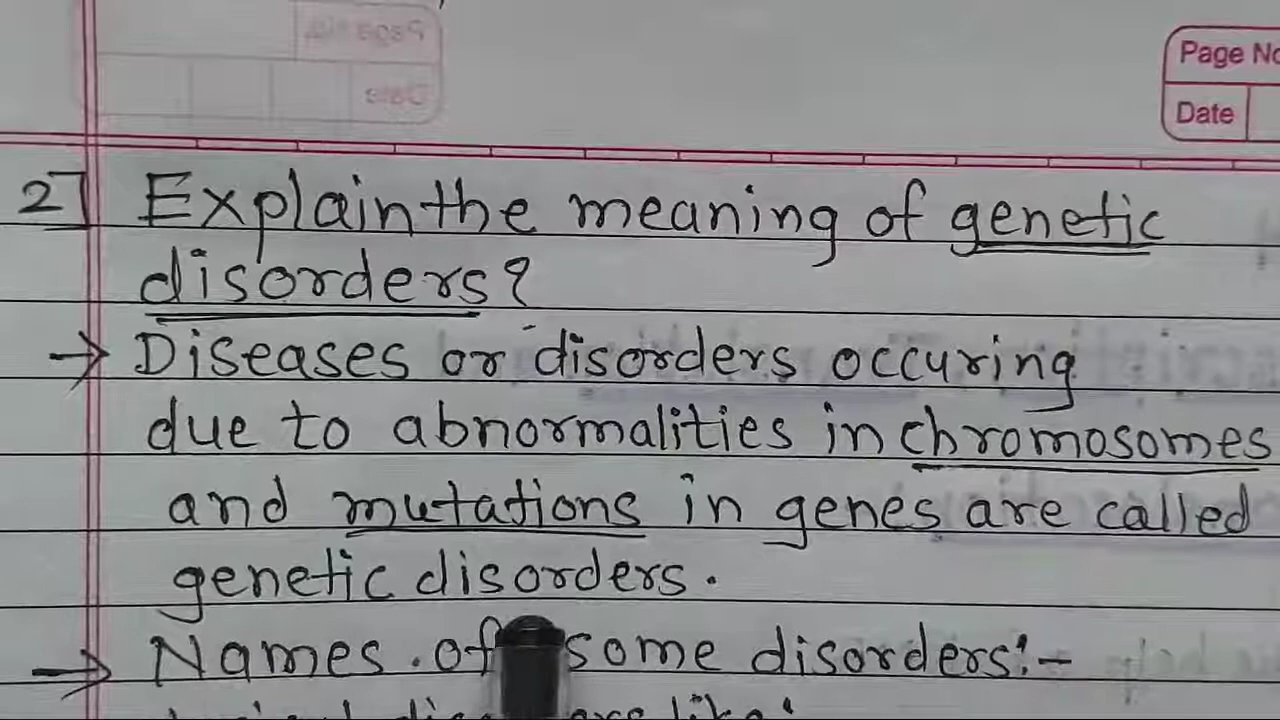 Page No
Date
2] Explain the meaning of genetic
disorders?
→ Diseases or disorders occuring
due to abnormalities in chromosomes
and mutations in genes are called
genetic disorders.
→ Names of some disorders:-